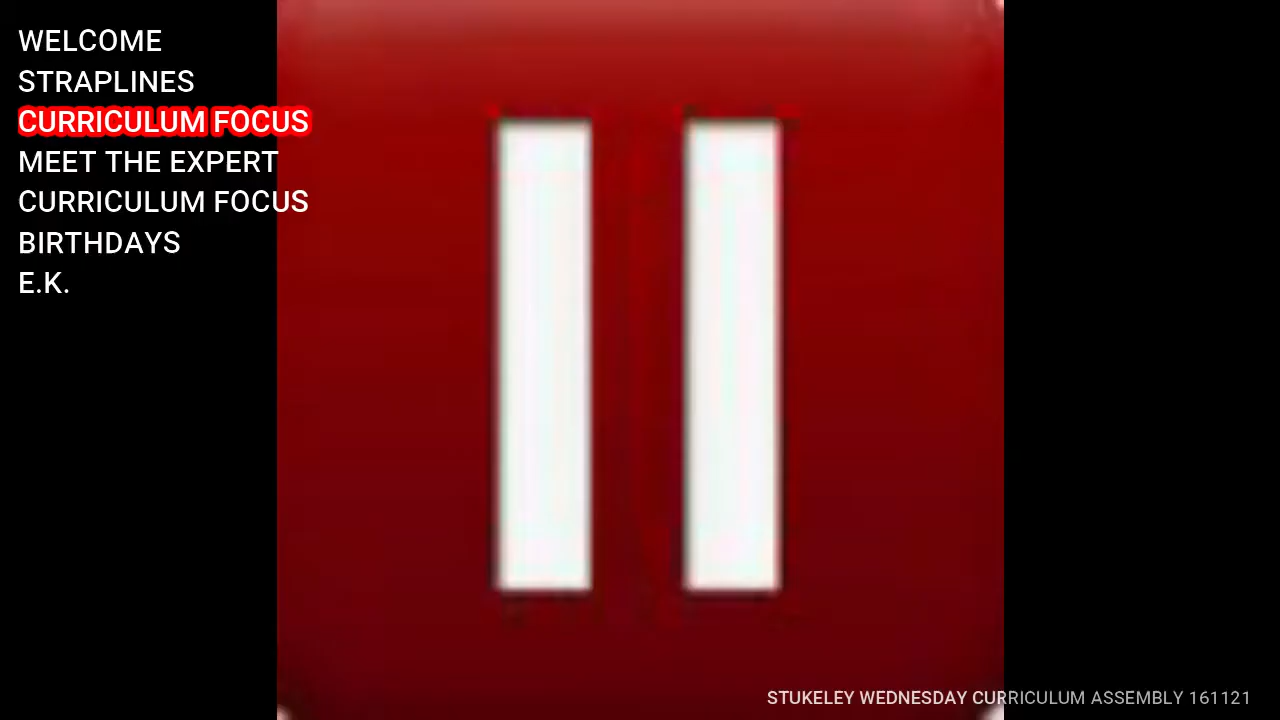 WELCOME
STRAPLINES
CURRICULUM FOCUS
MEET THE EXPERT
CURRICULUM FOCUS
BIRTHDAYS
E.K.
STUKELEY WEDNESDAY CURRICULUM ASSEMBLY 161121